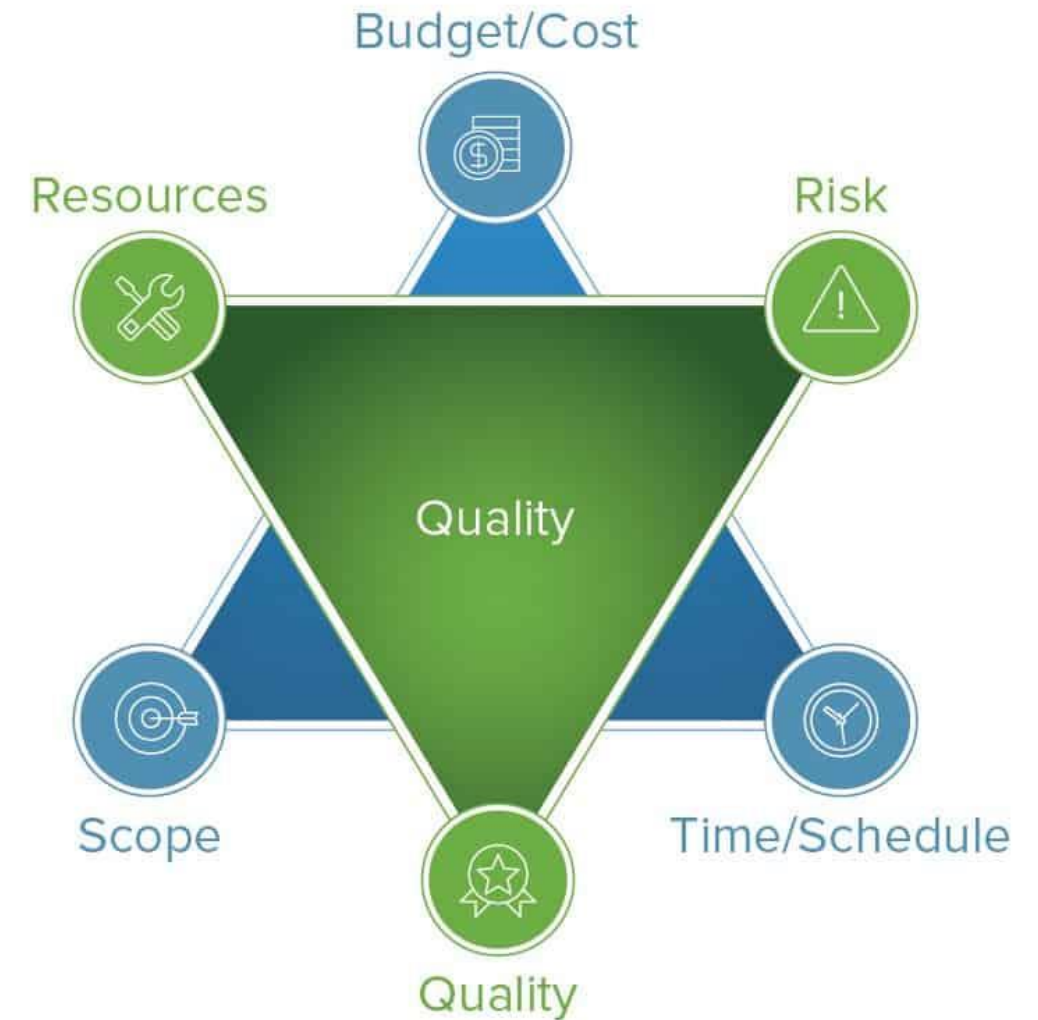 Budget/Cost
Resources
Risk
$
!
Quality
Scope
Time/Schedule
Quality